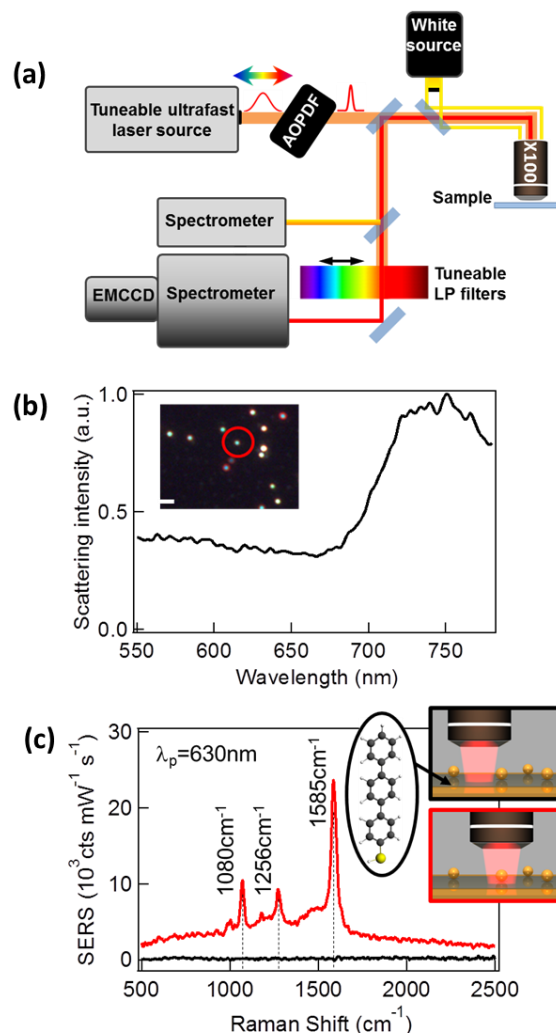 (a)
White
source
Tuneable ultrafast
laser source
AOPDF
X100
Sample
Spectrometer
EMCCD
Spectrometer
Tuneable
LP filters
(b)
Scattering intensity (a.u.)
1.0
0.5
0.0
550
600
650
700
750
Wavelength (nm)
(c)
SERS (10³ cts mW⁻¹ s⁻¹)
30
20
10
0
λp=630nm
1080cm⁻¹
1256cm⁻¹
1585cm⁻¹
500
1000
1500
2000
2500
Raman Shift (cm⁻¹)